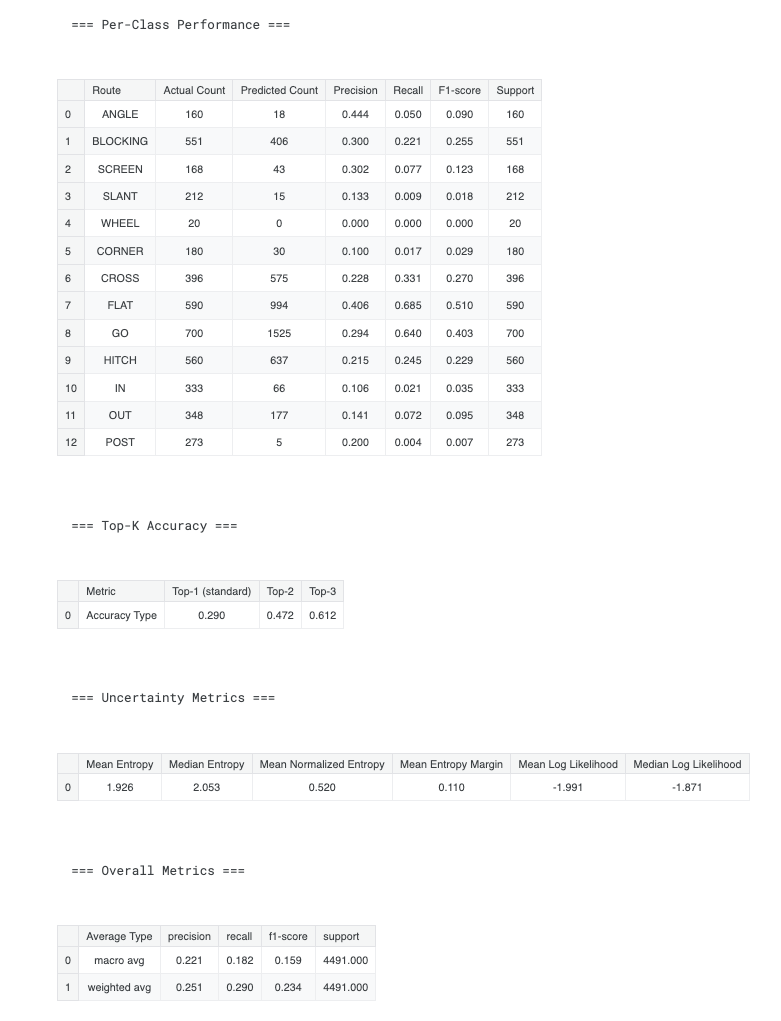 === Per-Class Performance ===
Route Actual Count Predicted Count Precision Recall F1-score Support
0 ANGLE 160 18 0.444 0.050 0.090 160
1 BLOCKING 551 406 0.300 0.221 0.255 551
2 SCREEN 168 43 0.302 0.077 0.123 168
3 SLANT 212 15 0.133 0.009 0.018 212
4 WHEEL 20 0 0.000 0.000 0.000 20
5 CORNER 180 30 0.100 0.017 0.029 180
6 CROSS 396 575 0.228 0.331 0.270 396
7 FLAT 590 994 0.406 0.685 0.510 590
8 GO 700 1525 0.294 0.640 0.403 700
9 HITCH 560 637 0.215 0.245 0.229 560
10 IN 333 66 0.106 0.021 0.035 333
11 OUT 348 177 0.141 0.072 0.095 348
12 POST 273 5 0.200 0.004 0.007 273
=== Top-K Accuracy ===
Metric Top-1 (standard) Top-2 Top-3
0 Accuracy Type 0.290 0.472 0.612
=== Uncertainty Metrics ===
Mean Entropy Median Entropy Mean Normalized Entropy Mean Entropy Margin Mean Log Likelihood Median Log Likelihood
0 1.926 2.053 0.520 0.110 -1.991 -1.871
=== Overall Metrics ===
Average Type precision recall f1-score support
0 macro avg 0.221 0.182 0.159 4491.000
1 weighted avg 0.251 0.290 0.234 4491.000